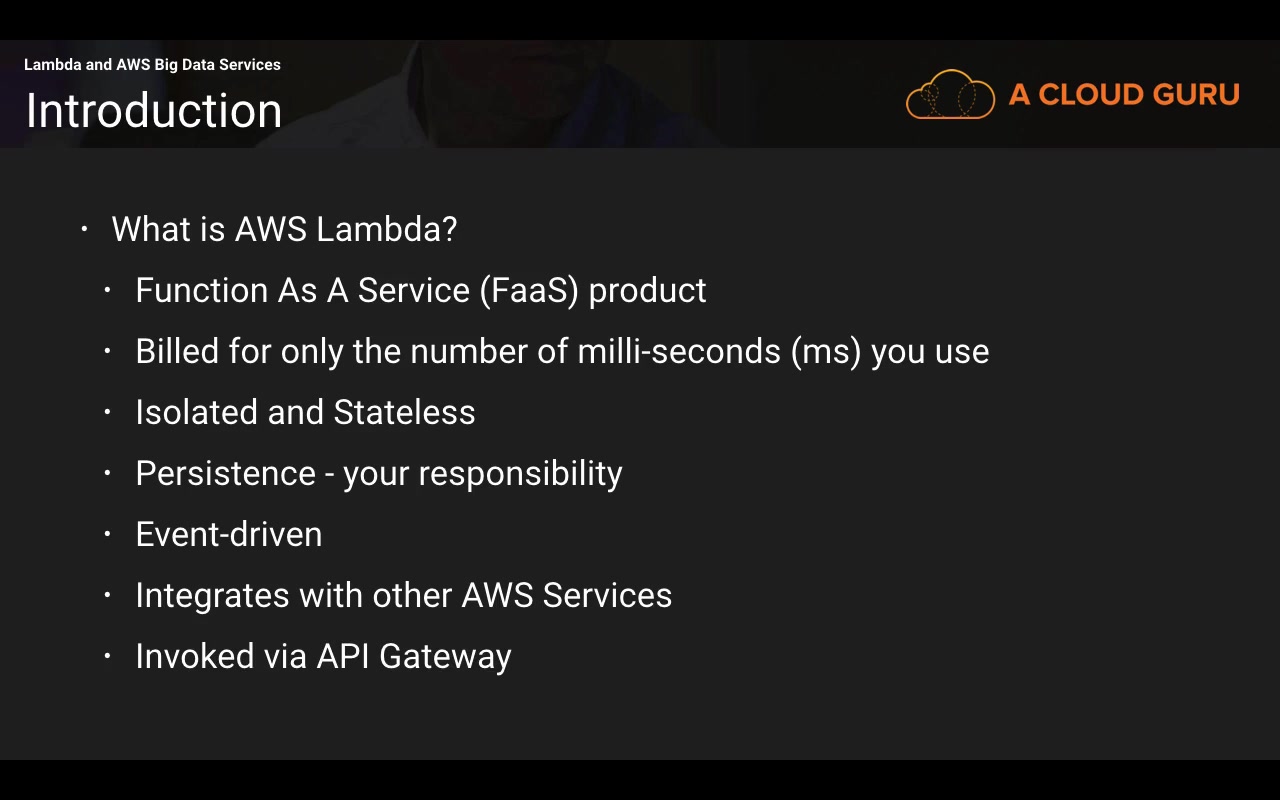 Lambda and AWS Big Data Services
Introduction
A CLOUD GURU
· What is AWS Lambda?
· Function As A Service (FaaS) product
· Billed for only the number of milli-seconds (ms) you use
· Isolated and Stateless
· Persistence - your responsibility
· Event-driven
· Integrates with other AWS Services
· Invoked via API Gateway